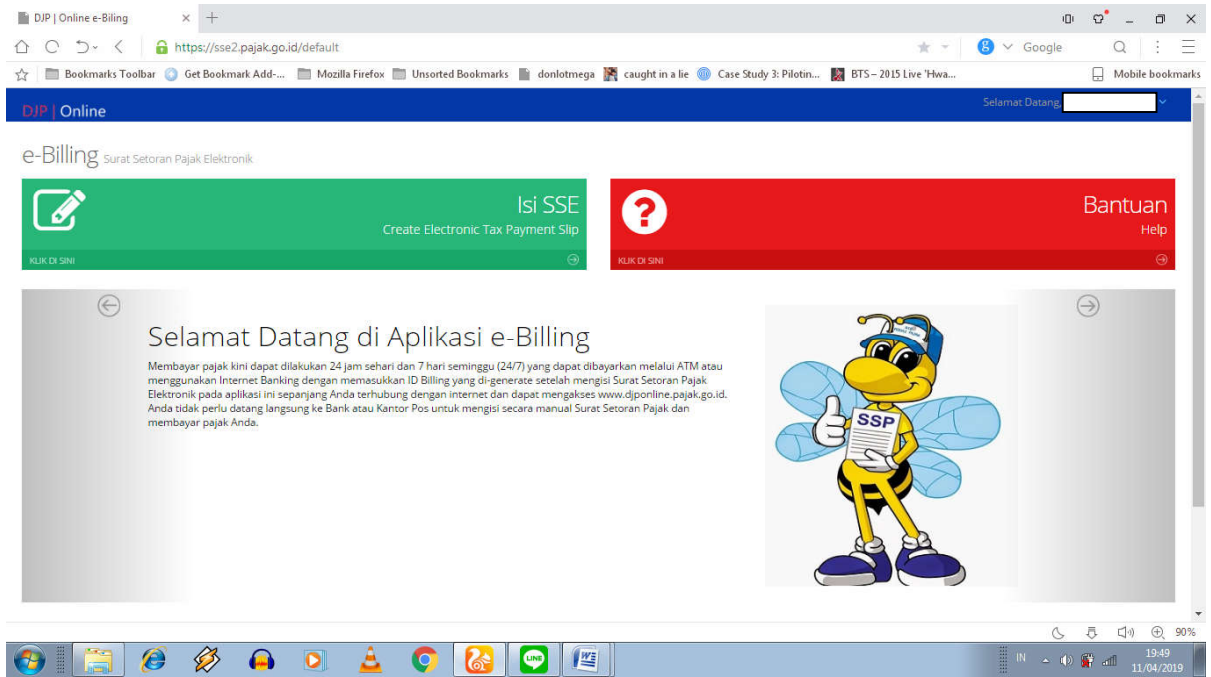 DJP | Online e-Biling
https://sse2.pajak.go.id/default
Google
Bookmarks Toolbar Get Bookmark Add-... Mozilla Firefox Unsorted Bookmarks donlotmega caught in a lie Case Study 3: Pilotin... BTS – 2015 Live 'Hwa... Mobile bookmarks
DJP | Online
Selamat Datang,
e-Billing Surat Setoran Pajak Elektronik
Isi SSE
Create Electronic Tax Payment Slip
KLIK DI SINI
Bantuan
Help
KLIK DI SINI
Selamat Datang di Aplikasi e-Billing
Membayar pajak kini dapat dilakukan 24 jam sehari dan 7 hari seminggu (24/7) yang dapat dibayarkan melalui ATM atau
menggunakan Internet Banking dengan memasukkan ID Billing yang di-generate setelah mengisi Surat Setoran Pajak
Elektronik pada aplikasi ini sepanjang Anda terhubung dengan internet dan dapat mengakses www.djponline.pajak.go.id.
Anda tidak perlu datang langsung ke Bank atau Kantor Pos untuk mengisi secara manual Surat Setoran Pajak dan
membayar pajak Anda.
SSP
90%
LINE
IN
19:49
11/04/2019